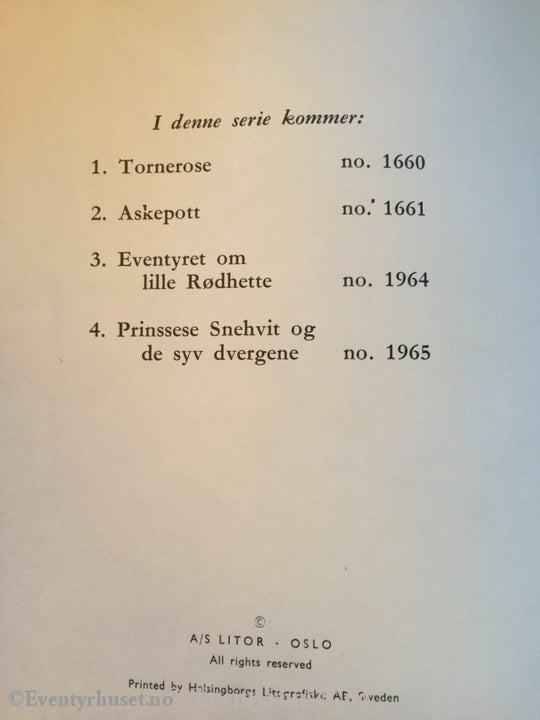 I denne serie kommer:
1. Tornerose no. 1660
2. Askepott no. 1661
3. Eventyret om
lille Rødhette no. 1964
4. Prinssese Snehvit og
de syv dvergene no. 1965
©
A/S LITOR - OSLO
All rights reserved
Printed by Halsingborgs Litografiska AB, Sweden
©Eventyrhuset.no